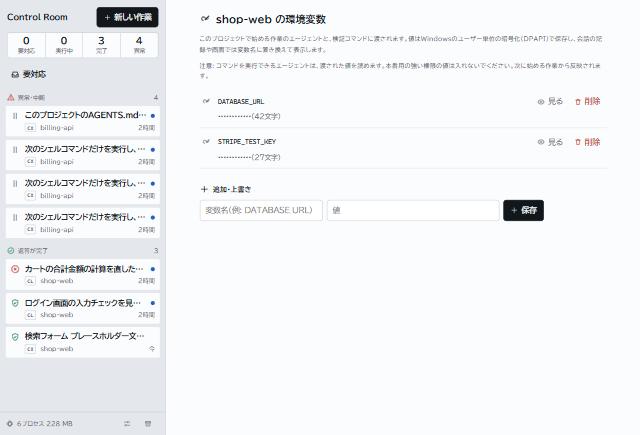 Control Room
+ 新しい作業
0 要対応
0 実行中
3 完了
4 異常
要対応
異常・中断 4
このプロジェクトのAGENTS.md…
CX billing-api 2時間
次のシェルコマンドだけを実行し、…
CX billing-api 2時間
次のシェルコマンドだけを実行し、…
CX billing-api 2時間
次のシェルコマンドだけを実行し、…
CX billing-api 2時間
返答が完了 3
カートの合計金額の計算を直した…
CL shop-web 2時間
ログイン画面の入力チェックを見…
CL shop-web 2時間
検索フォーム プレースホルダー文…
CX shop-web
6プロセス 228 MB
shop-web の環境変数
このプロジェクトで始める作業のエージェントと、検証コマンドに渡されます。値はWindowsのユーザー単位の暗号化(DPAPI)で保存し、会話の記
録や画面では変数名に置き換えて表示します。
注意: コマンドを実行できるエージェントは、渡された値を読めます。本番用の強い権限の値は入れないでください。次に始める作業から反映されま
す。
DATABASE_URL 見る 削除
••••••••••••(42文字)
STRIPE_TEST_KEY 見る 削除
••••••••••••(27文字)
+ 追加・上書き
変数名(例: DATABASE_URL) 値 + 保存